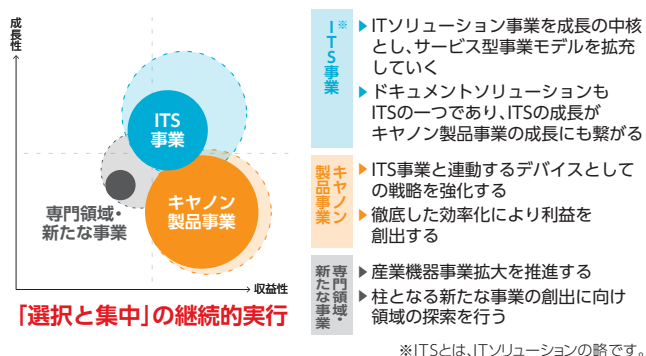 成長性
ITS
事業
キヤノン
製品事業
専門領域・
新たな事業
収益性
「選択と集中」の継続的実行
ITS事業※
▶ITソリューション事業を成長の中核
とし、サービス型事業モデルを拡充
していく
▶ドキュメントソリューションも
ITSの一つであり、ITSの成長が
キヤノン製品事業の成長にも繋がる
キヤノン
製品事業
▶ITS事業と連動するデバイスとして
の戦略を強化する
▶徹底した効率化により利益を
創出する
専門領域・
新たな事業
▶産業機器事業拡大を推進する
▶柱となる新たな事業の創出に向け
領域の探索を行う
※ITSとは、ITソリューションの略です。